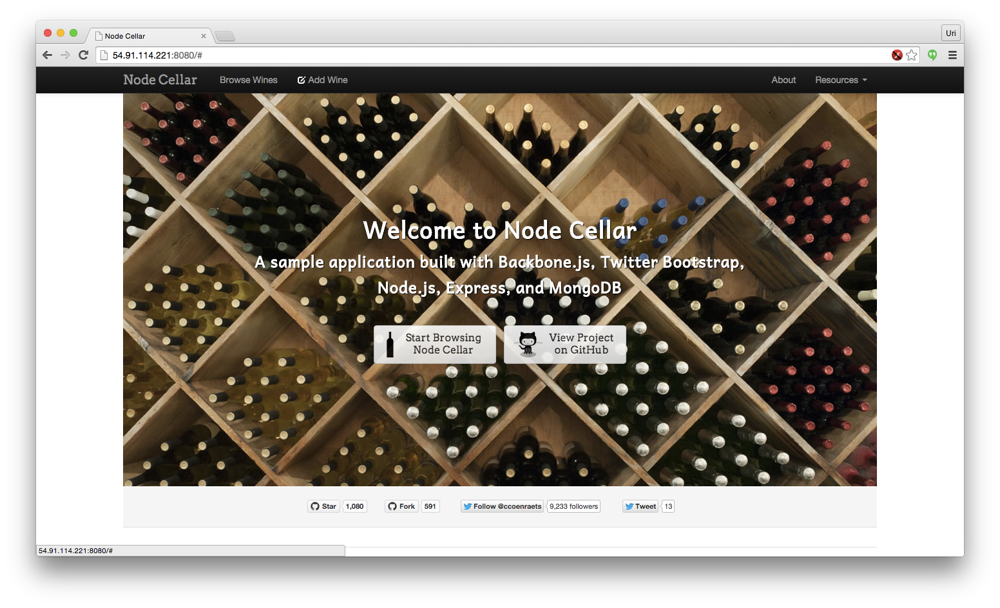 Node Cellar
Uri
54.91.114.221:8080/#
Node Cellar
Browse Wines
Add Wine
About
Resources
Welcome to Node Cellar
A sample application built with Backbone.js, Twitter Bootstrap,
Node.js, Express, and MongoDB
Start Browsing
Node Cellar
View Project
on GitHub
Star
1,080
Fork
591
Follow @ccoenraets
9,233 followers
Tweet
13
54.91.114.221:8080/#